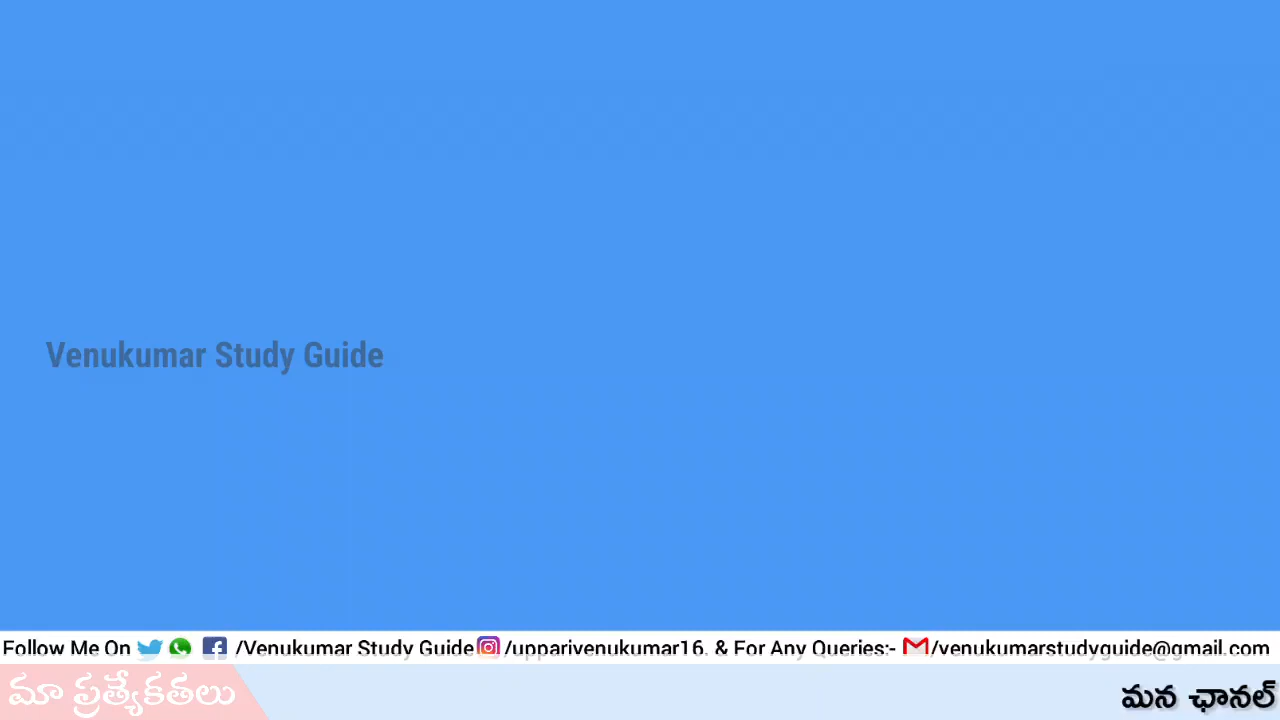 Venukumar Study Guide
Follow Me On /Venukumar Study Guide /upparivenukumar16. & For Any Queries:- /venukumarstudyguide@gmail.com
మా ప్రత్యేకతలు మన ఛానల్